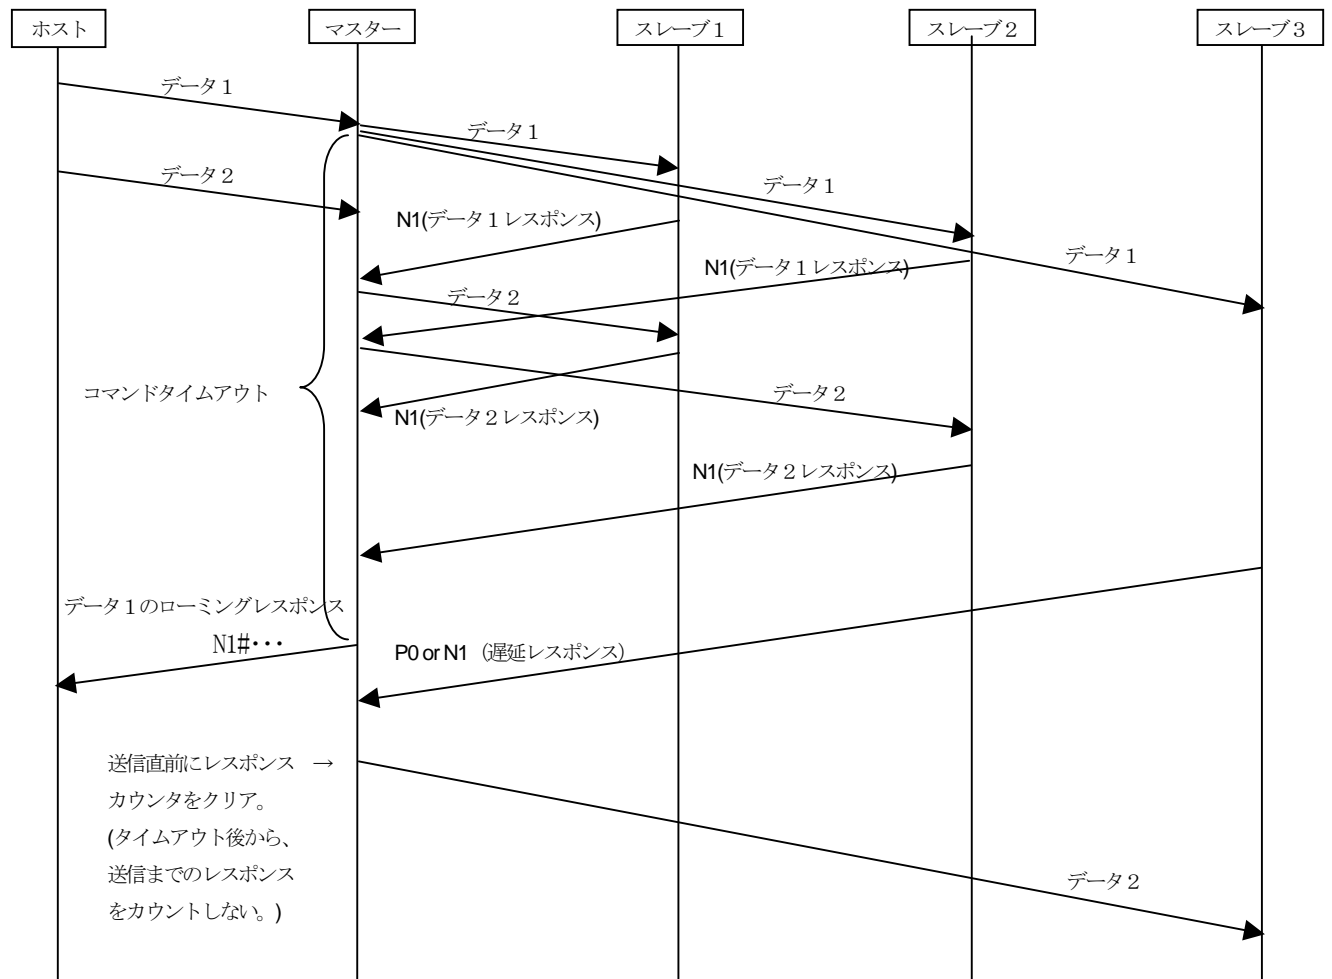 ホスト
マスター
スレーブ１
スレーブ２
スレーブ３
データ１
データ１
データ２
データ１
N1(データ１レスポンス)
データ１
N1(データ１レスポンス)
データ２
コマンドタイムアウト
データ２
N1(データ２レスポンス)
N1(データ２レスポンス)
データ１のローミングレスポンス
N1#･･･
P0 or N1（遅延レスポンス）
送信直前にレスポンス　→
カウンタをクリア。
(タイムアウト後から、
送信までのレスポンス
をカウントしない。)
データ２